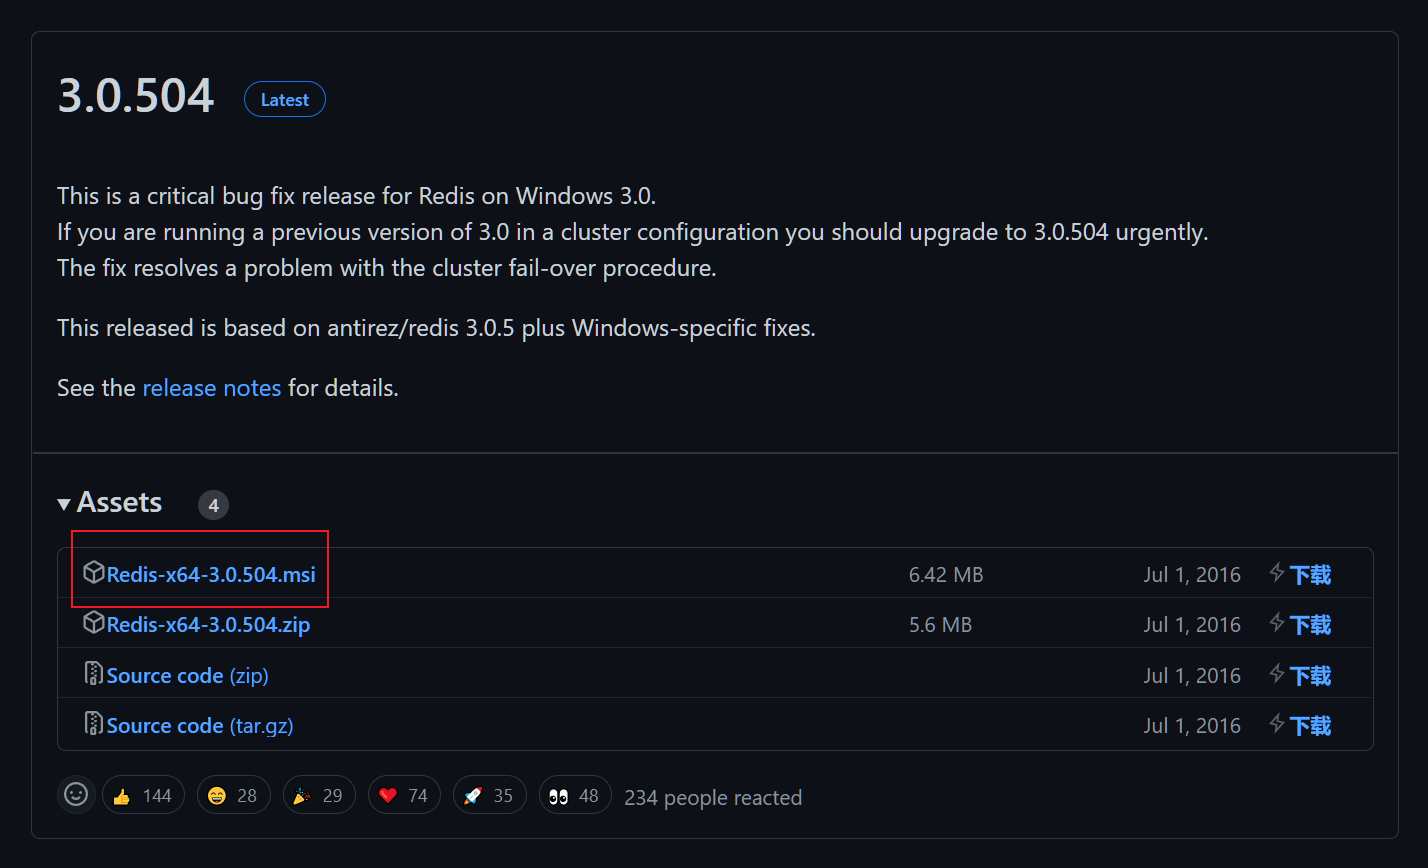 3.0.504 Latest
This is a critical bug fix release for Redis on Windows 3.0.
If you are running a previous version of 3.0 in a cluster configuration you should upgrade to 3.0.504 urgently.
The fix resolves a problem with the cluster fail-over procedure.
This released is based on antirez/redis 3.0.5 plus Windows-specific fixes.
See the release notes for details.
Assets 4
Redis-x64-3.0.504.msi 6.42 MB Jul 1, 2016 下载
Redis-x64-3.0.504.zip 5.6 MB Jul 1, 2016 下载
Source code (zip) Jul 1, 2016 下载
Source code (tar.gz) Jul 1, 2016 下载
144 28 29 74 35 48 234 people reacted